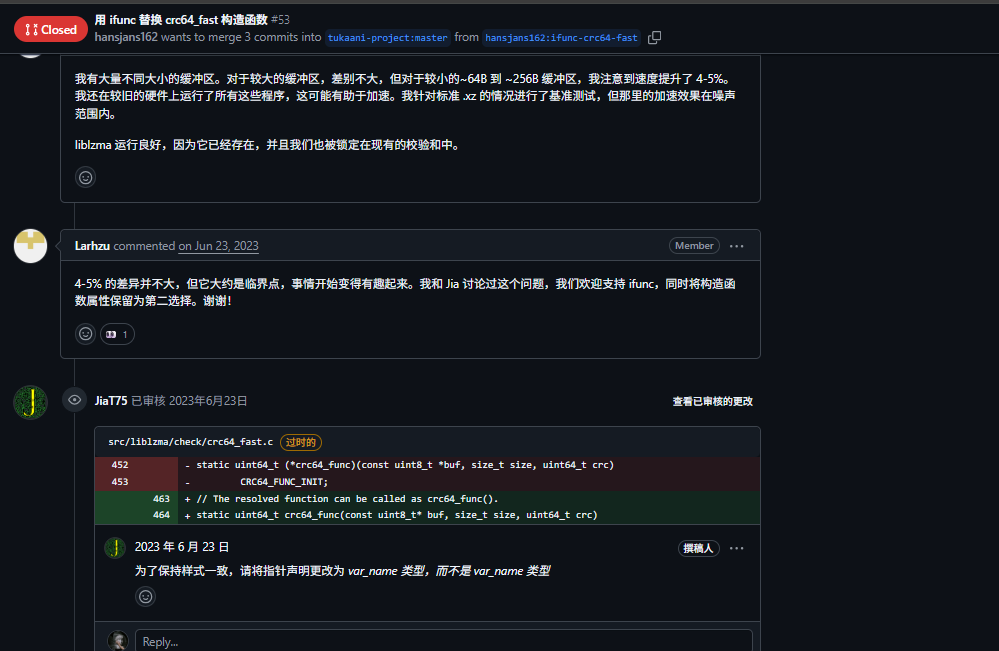 Closed
用 ifunc 替换 crc64_fast 构造函数 #53
hansjans162 wants to merge 3 commits into tukaani-project:master from hansjans162:ifunc-crc64-fast
我有大量不同大小的缓冲区。对于较大的缓冲区，差别不大，但对于较小的~64B 到 ~256B 缓冲区，我注意到速度提升了 4-5%。
我还在较旧的硬件上运行了所有这些程序，这可能有助于加速。我针对标准 .xz 的情况进行了基准测试，但那里的加速效果在噪声
范围内。
liblzma 运行良好，因为它已经存在，并且我们也被锁定在现有的校验和中。
Larhzu commented on Jun 23, 2023
Member
4-5% 的差异并不大，但它大约是临界点，事情开始变得有趣起来。我和 Jia 讨论过这个问题，我们欢迎支持 ifunc，同时将构造函
数属性保留为第二选择。谢谢！
1
JiaT75 已审核 2023年6月23日
查看已审核的更改
src/liblzma/check/crc64_fast.c 过时的
452 - static uint64_t (*crc64_func)(const uint8_t *buf, size_t size, uint64_t crc)
453 - CRC64_FUNC_INIT;
463 + // The resolved function can be called as crc64_func().
464 + static uint64_t crc64_func(const uint8_t* buf, size_t size, uint64_t crc)
2023 年 6 月 23 日
撰稿人
为了保持样式一致，请将指针声明更改为 var_name 类型，而不是 var_name 类型
Reply...